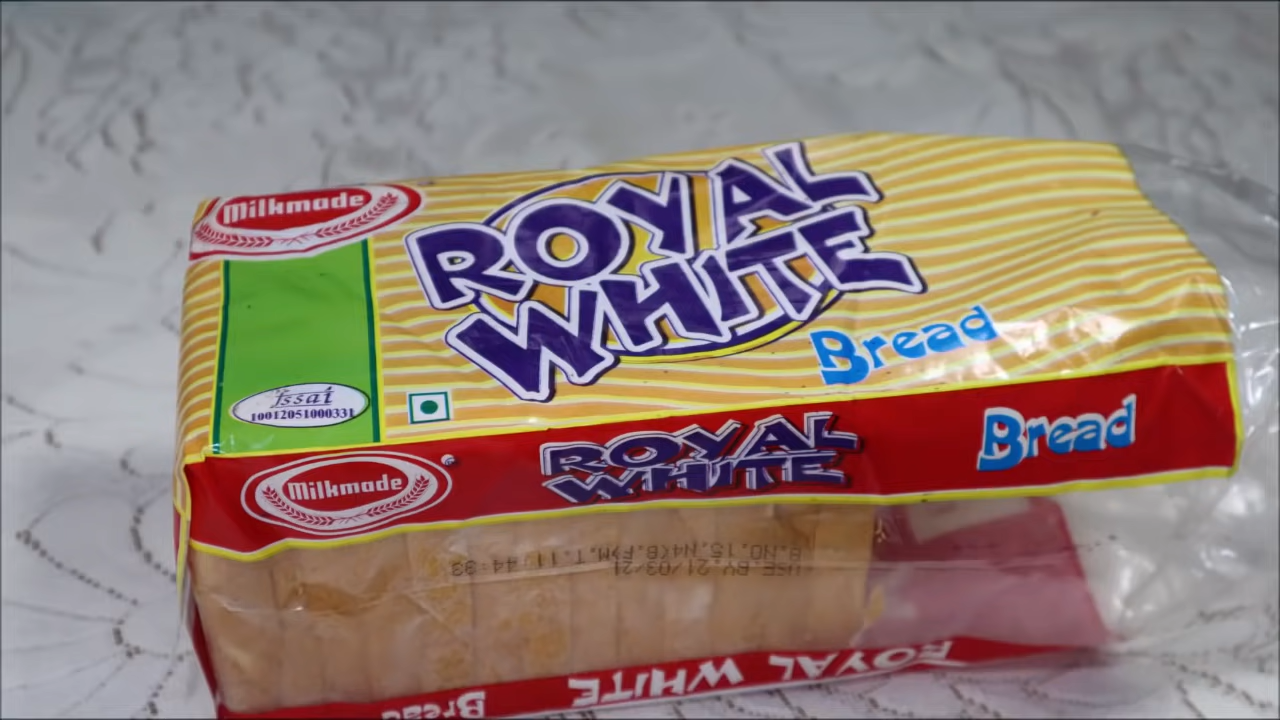 Milkmade
ROYAL
WHITE
Bread
fssai
10012051000331
Milkmade
ROYAL
WHITE
Bread
USE BY.21/03/21
B.NO.15.N4(B.F)M.T.11:44:33
ROYAL WHITE
Bread